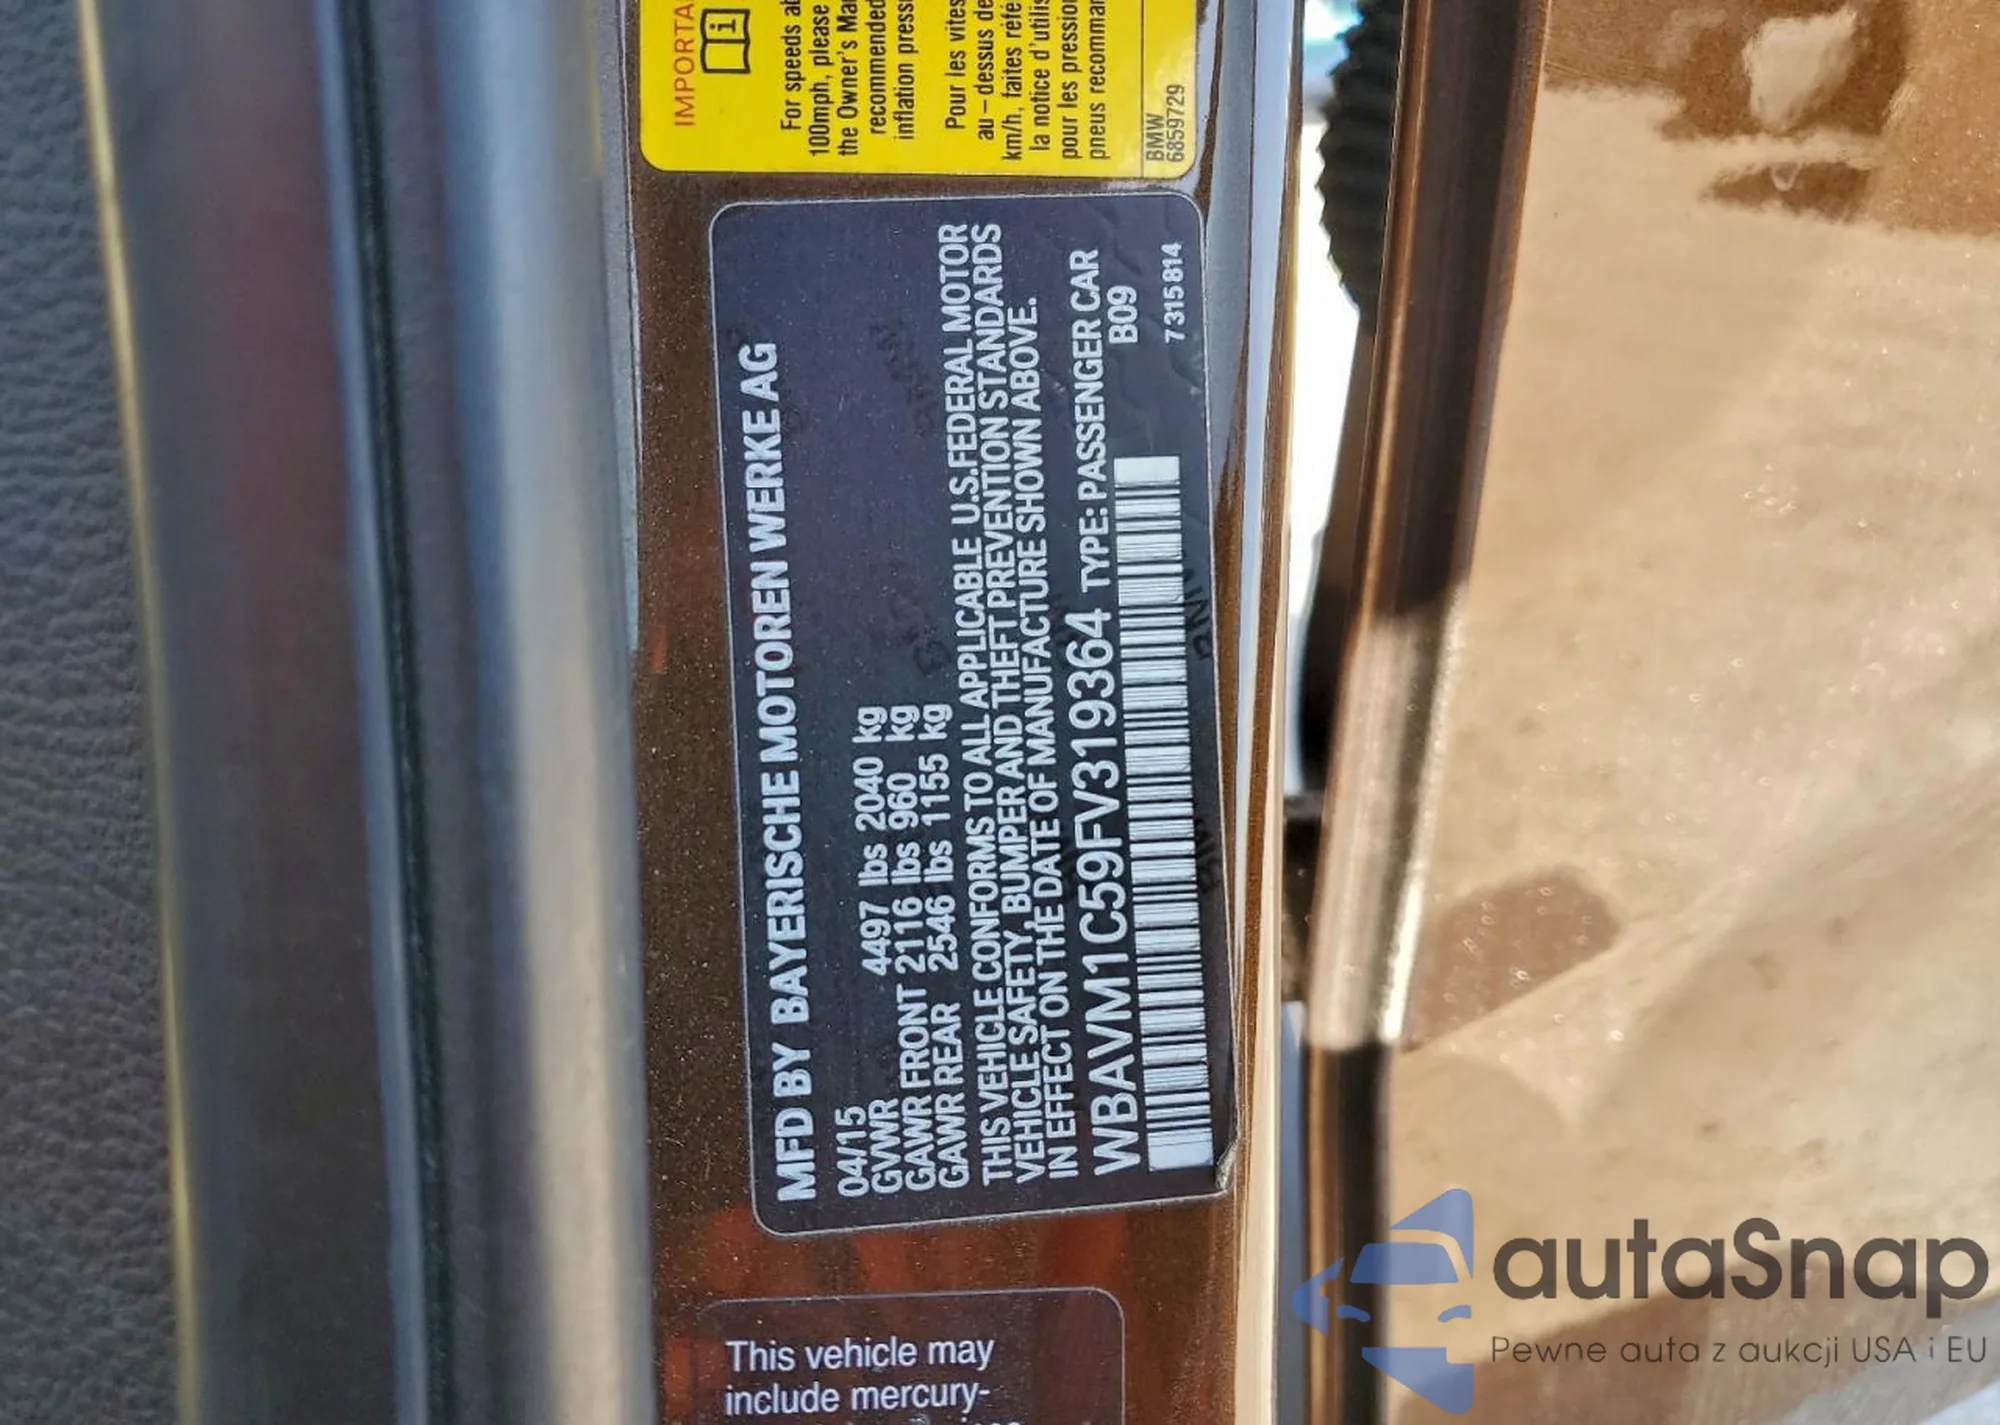 IMPORTA
For speeds ab
100mph, please
the Owner's Man
recommended
inflation pressu
Pour les vites
au-dessus de
km/h, faites réfé
la notice d'utilis
pour les pression
pneus recomman
BMW
6859729
MFD BY BAYERISCHE MOTOREN WERKE AG
04/15
GVWR 4497 lbs 2040 kg
GAWR FRONT 2116 lbs 960 kg
GAWR REAR 2546 lbs 1155 kg
THIS VEHICLE CONFORMS TO ALL APPLICABLE U.S.FEDERAL MOTOR
VEHICLE SAFETY, BUMPER AND THEFT PREVENTION STANDARDS
IN EFFECT ON THE DATE OF MANUFACTURE SHOWN ABOVE.
WBAVM1C59FV319364 TYPE: PASSENGER CAR
B09
7315814
This vehicle may
include mercury-
autaSnap
Pewne auta z aukcji USA i EU